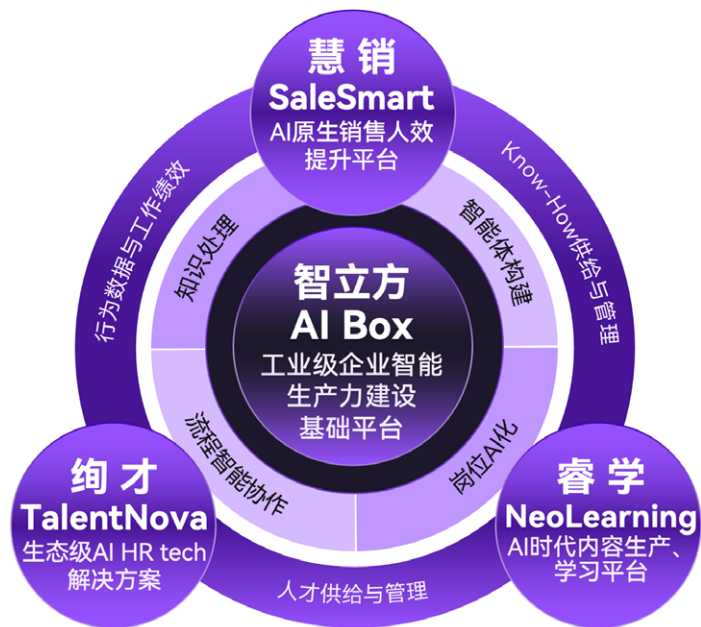 慧销
SaleSmart
AI原生销售人效
提升平台
行为数据与工作绩效
Know-How供给与管理
知识处理
智能体构建
智立方
AI Box
工业级企业智能
生产力建设
基础平台
流程智能协作
岗位AI化
绚才
TalentNova
生态级AI HR tech
解决方案
睿学
NeoLearning
AI时代内容生产、
学习平台
人才供给与管理